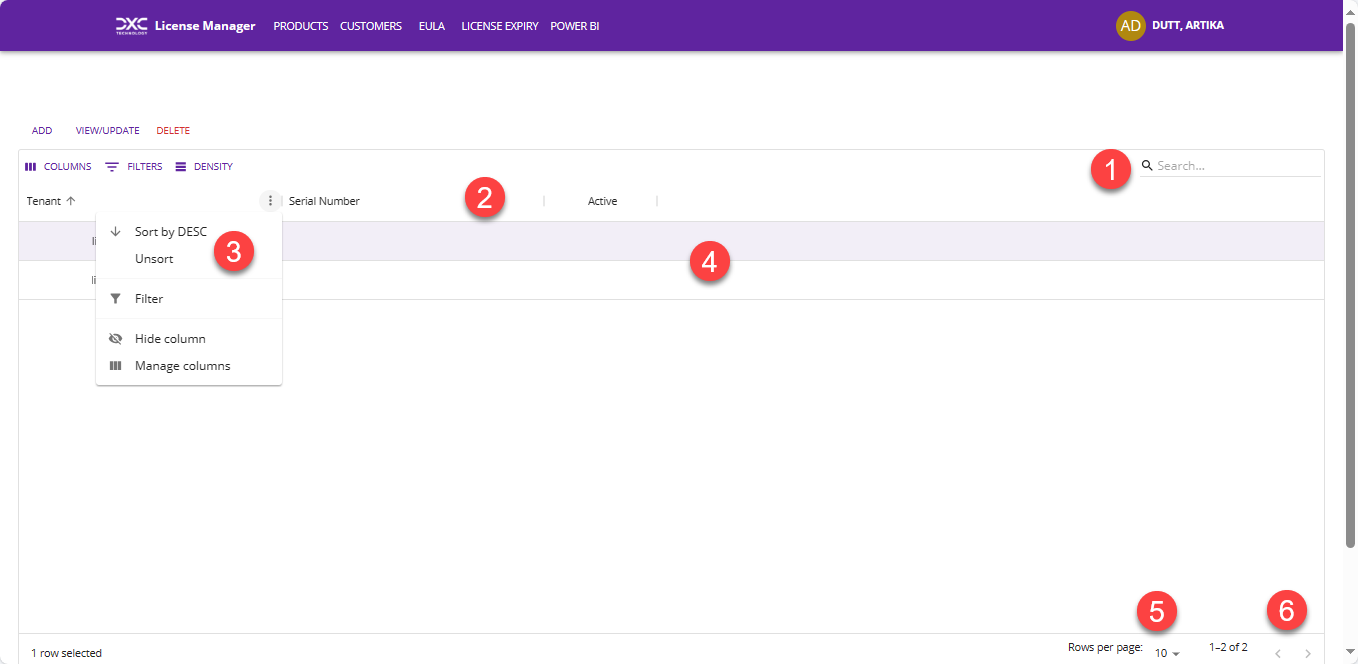 DXC TECHNOLOGY License Manager PRODUCTS CUSTOMERS EULA LICENSE EXPIRY POWER BI AD DUTT, ARTIKA
ADD VIEW/UPDATE DELETE
COLUMNS FILTERS DENSITY 1 Search...
Tenant Serial Number 2 Active
li
Sort by DESC
3
4
Unsort
li
Filter
Hide column
Manage columns
5 6
1 row selected Rows per page: 10 1–2 of 2